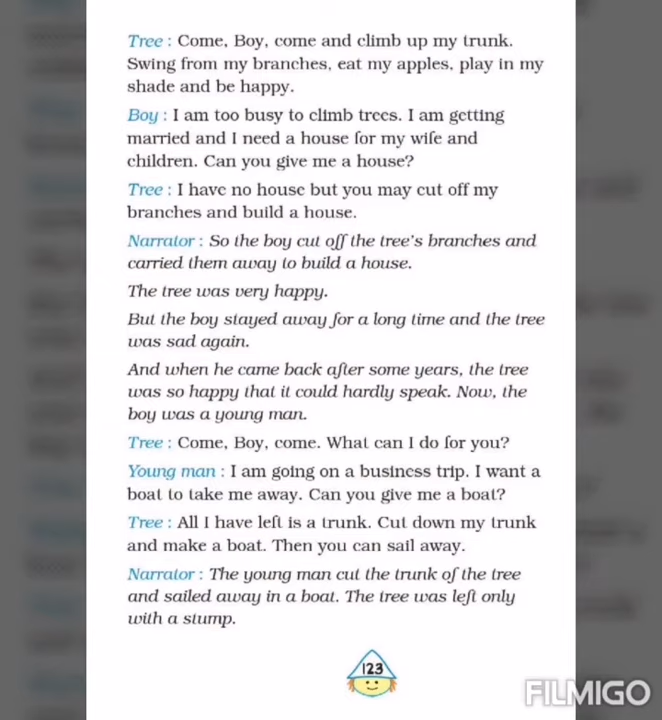 Tree : Come, Boy, come and climb up my trunk.
Swing from my branches, eat my apples, play in my
shade and be happy.
Boy : I am too busy to climb trees. I am getting
married and I need a house for my wife and
children. Can you give me a house?
Tree : I have no house but you may cut off my
branches and build a house.
Narrator : So the boy cut off the tree's branches and
carried them away to build a house.
The tree was very happy.
But the boy stayed away for a long time and the tree
was sad again.
And when he came back after some years, the tree
was so happy that it could hardly speak. Now, the
boy was a young man.
Tree : Come, Boy, come. What can I do for you?
Young man : I am going on a business trip. I want a
boat to take me away. Can you give me a boat?
Tree : All I have left is a trunk. Cut down my trunk
and make a boat. Then you can sail away.
Narrator : The young man cut the trunk of the tree
and sailed away in a boat. The tree was left only
with a stump.
123
FILMIGO